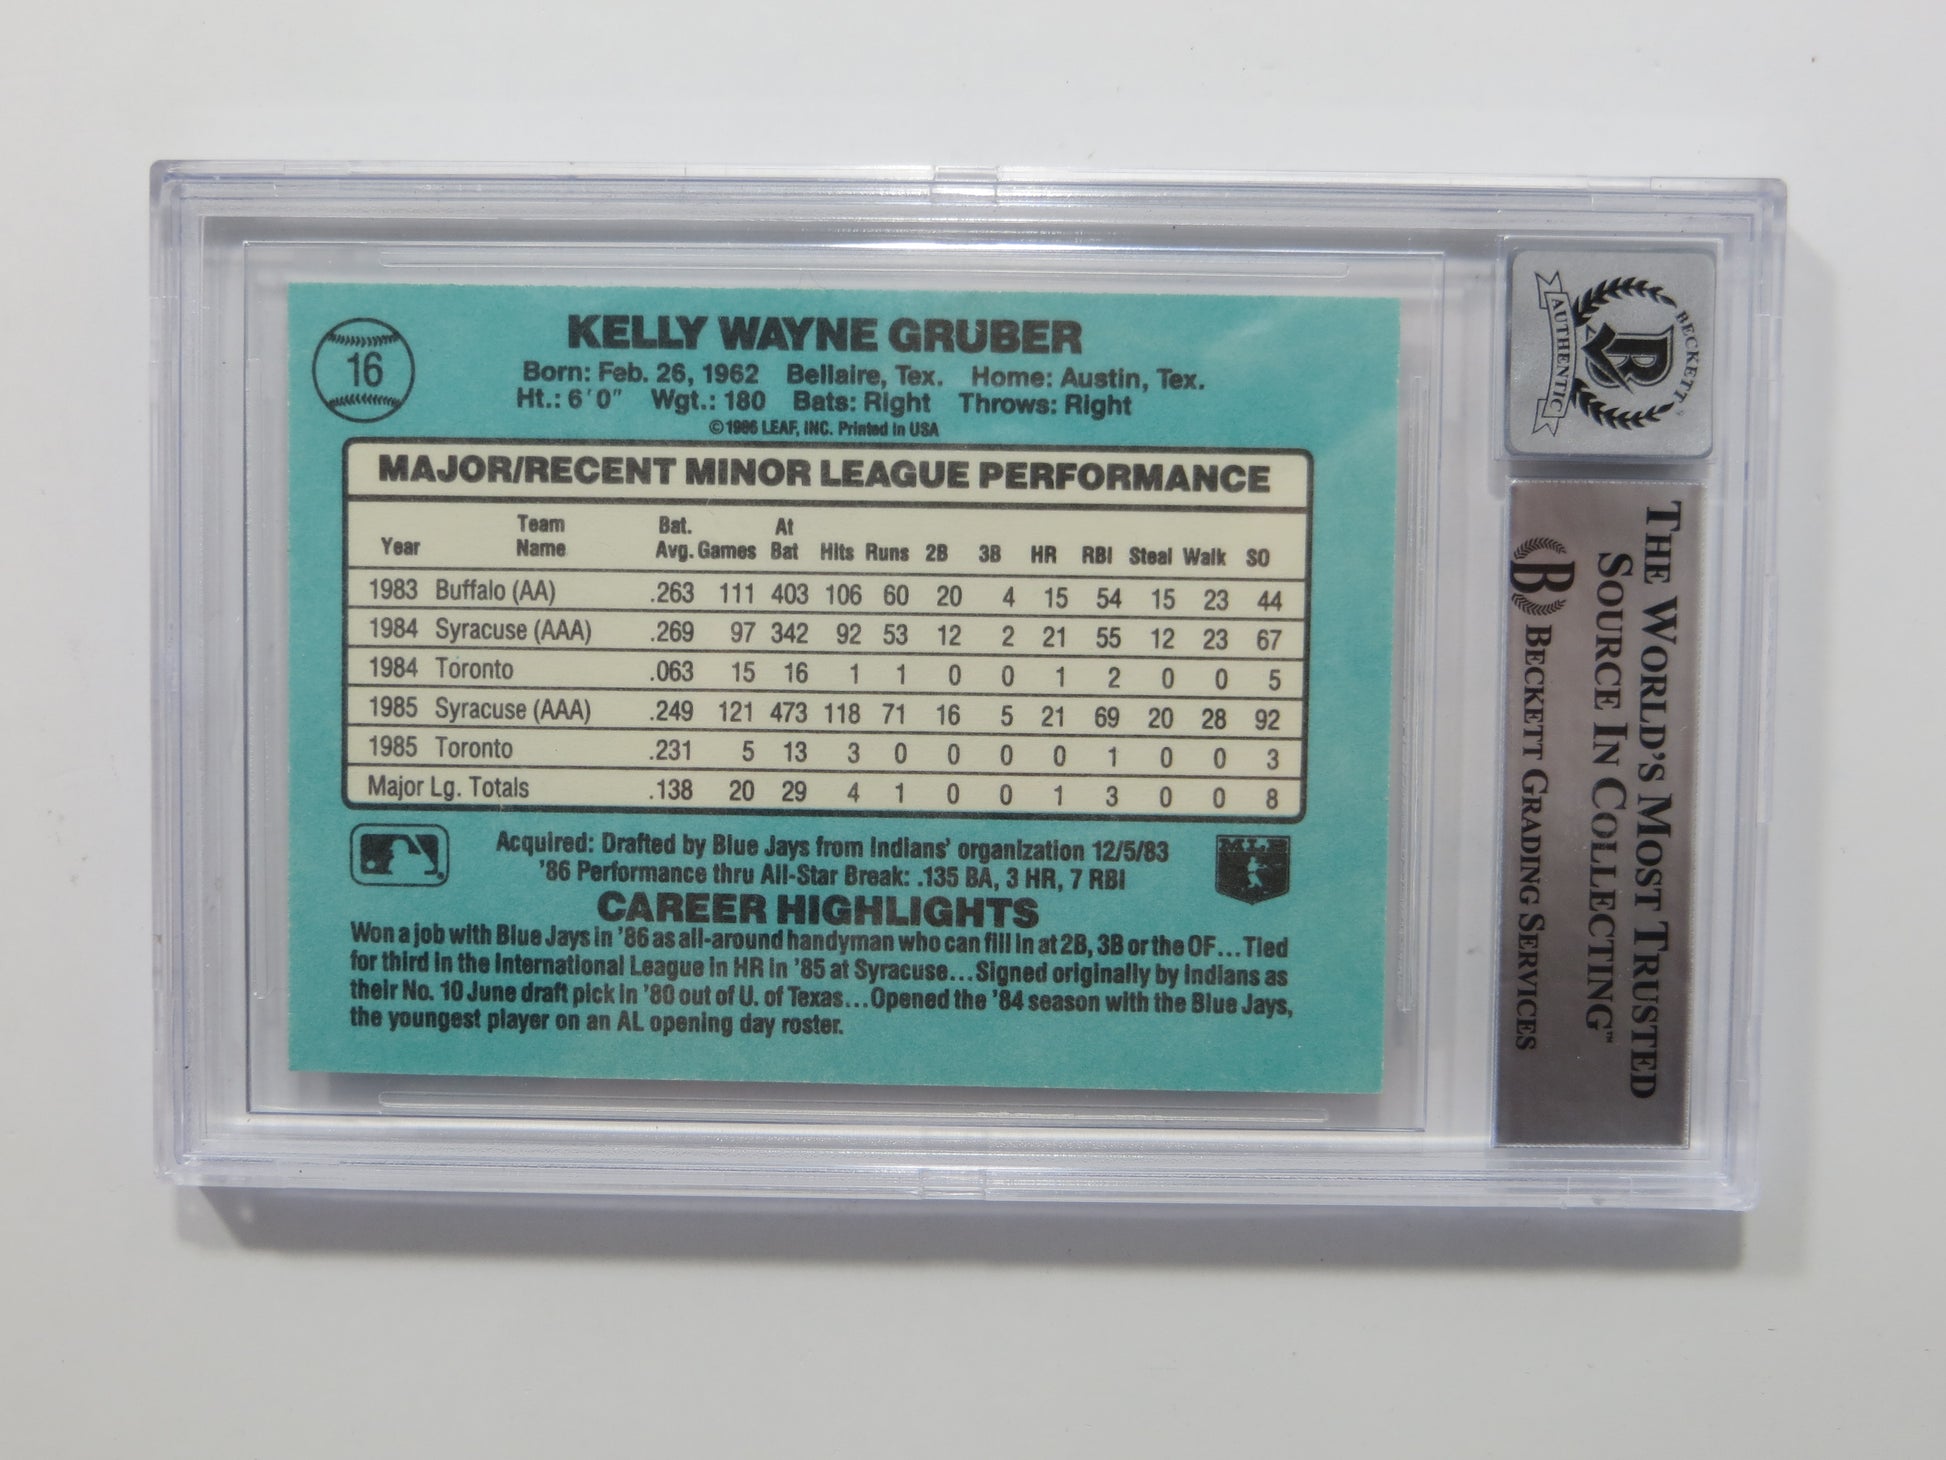 16
KELLY WAYNE GRUBER
Born: Feb. 26, 1962 Bellaire, Tex. Home: Austin, Tex.
Ht.: 6'0" Wgt.: 180 Bats: Right Throws: Right
©1986 LEAF, INC. Printed in USA
MAJOR/RECENT MINOR LEAGUE PERFORMANCE
Year Team Name Bat. Avg. Games At Bat Hits Runs 2B 3B HR RBI Steal Walk SO
1983 Buffalo (AA) .263 111 403 106 60 20 4 15 54 15 23 44
1984 Syracuse (AAA) .269 97 342 92 53 12 2 21 55 12 23 67
1984 Toronto .063 15 16 1 1 0 0 1 2 0 0 5
1985 Syracuse (AAA) .249 121 473 118 71 16 5 21 69 20 28 92
1985 Toronto .231 5 13 3 0 0 0 0 1 0 0 3
Major Lg. Totals .138 20 29 4 1 0 0 1 3 0 0 8
Acquired: Drafted by Blue Jays from Indians' organization 12/5/83
'86 Performance thru All-Star Break: .135 BA, 3 HR, 7 RBI
MLB
CAREER HIGHLIGHTS
Won a job with Blue Jays in '86 as all-around handyman who can fill in at 2B, 3B or the OF...Tied
for third in the International League in HR in '85 at Syracuse...Signed originally by Indians as
their No. 10 June draft pick in '80 out of U. of Texas...Opened the '84 season with the Blue Jays,
the youngest player on an AL opening day roster.
BECKETT
AUTHENTIC
THE WORLD'S MOST TRUSTED
SOURCE IN COLLECTING™
B BECKETT GRADING SERVICES